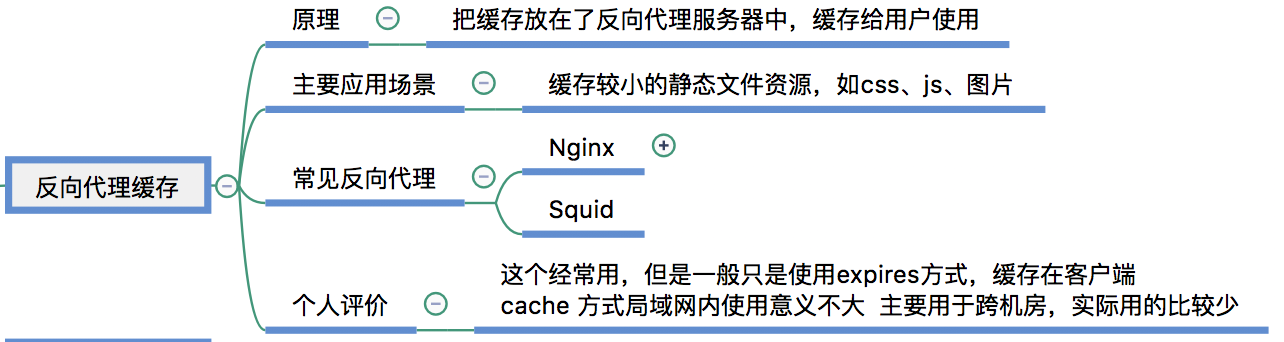 原理
把缓存放在了反向代理服务器中，缓存给用户使用
主要应用场景
缓存较小的静态文件资源，如css、js、图片
反向代理缓存
常见反向代理
Nginx
Squid
个人评价
这个经常用，但是一般只是使用expires方式，缓存在客户端
cache 方式局域网内使用意义不大 主要用于跨机房，实际用的比较少